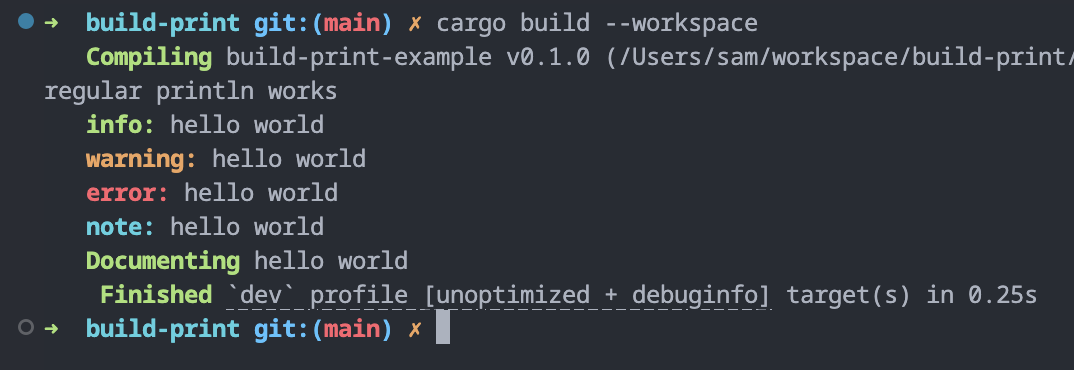 ➜ build-print git:(main) ✗ cargo build --workspace
Compiling build-print-example v0.1.0 (/Users/sam/workspace/build-print/
regular println works
info: hello world
warning: hello world
error: hello world
note: hello world
Documenting hello world
Finished `dev` profile [unoptimized + debuginfo] target(s) in 0.25s
➜ build-print git:(main) ✗